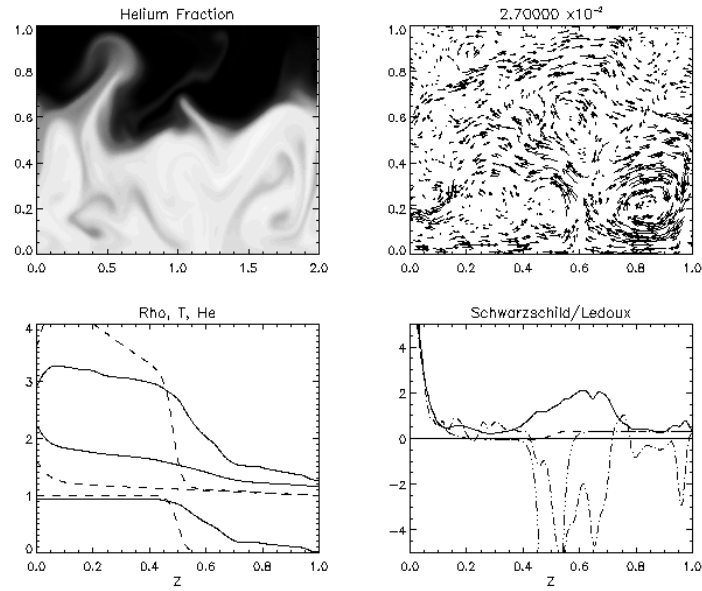 Helium Fraction
1.0
0.8
0.6
0.4
0.2
0.0
0.0 0.5 1.0 1.5 2.0
2.70000 x10⁻²
1.0
0.8
0.6
0.4
0.2
0.0
0.0 0.2 0.4 0.6 0.8 1.0
Rho, T, He
4
3
2
1
0
0.0 0.2 0.4 0.6 0.8 1.0
Z
Schwarzschild/Ledoux
4
2
0
-2
-4
0.0 0.2 0.4 0.6 0.8 1.0
Z